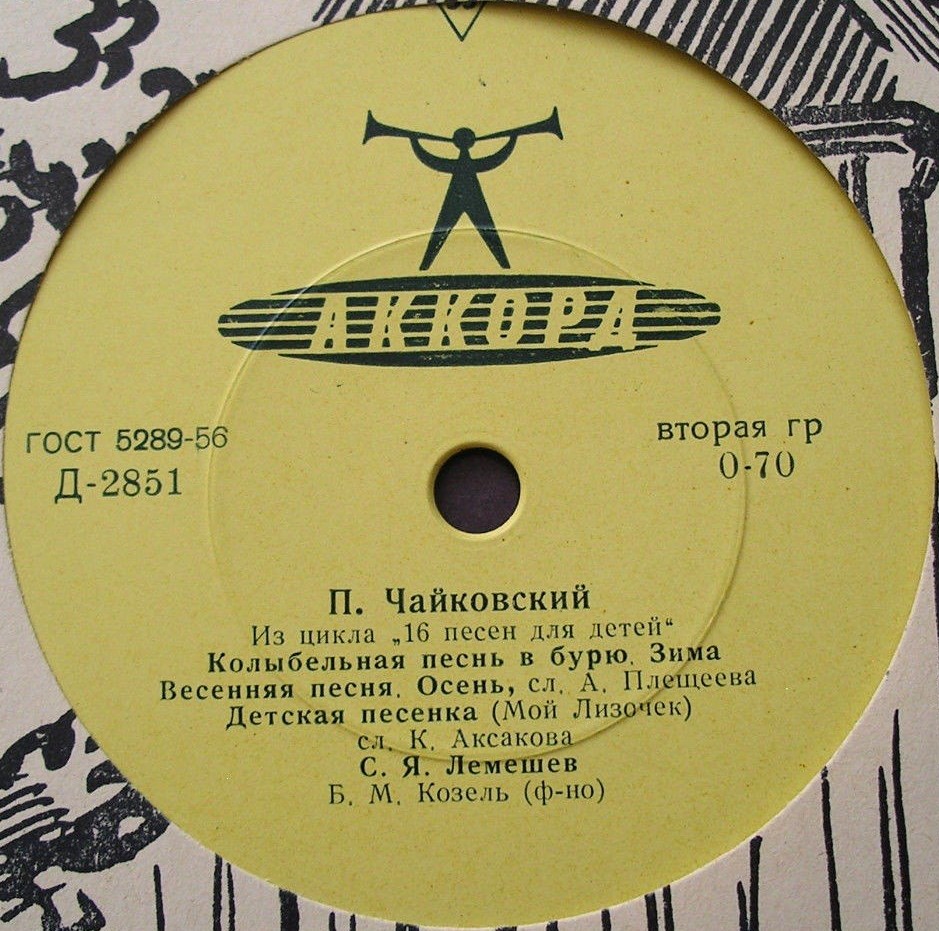 АККОРД
ГОСТ 5289-56
Д-2851
вторая гр
0-70
П. Чайковский
Из цикла „16 песен для детей“
Колыбельная песнь в бурю. Зима
Весенняя песня. Осень, сл. А. Плещеева
Детская песенка (Мой Лизочек)
сл. К. Аксакова
С. Я. Лемешев
Б. М. Козель (ф-но)